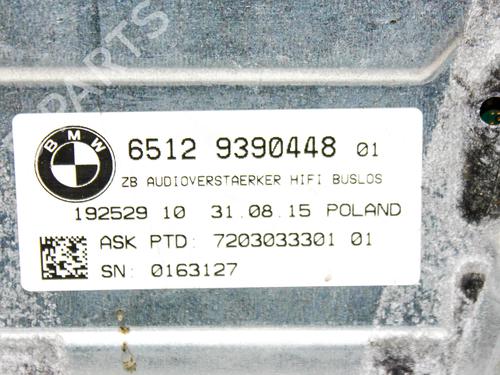 PARTS
BMW
6512 9390448 01
ZB AUDIOVERSTAERKER HIFI BUSLOS
192529 10 31.08.15 POLAND
ASK PTD: 7203033301 01
SN: 0163127